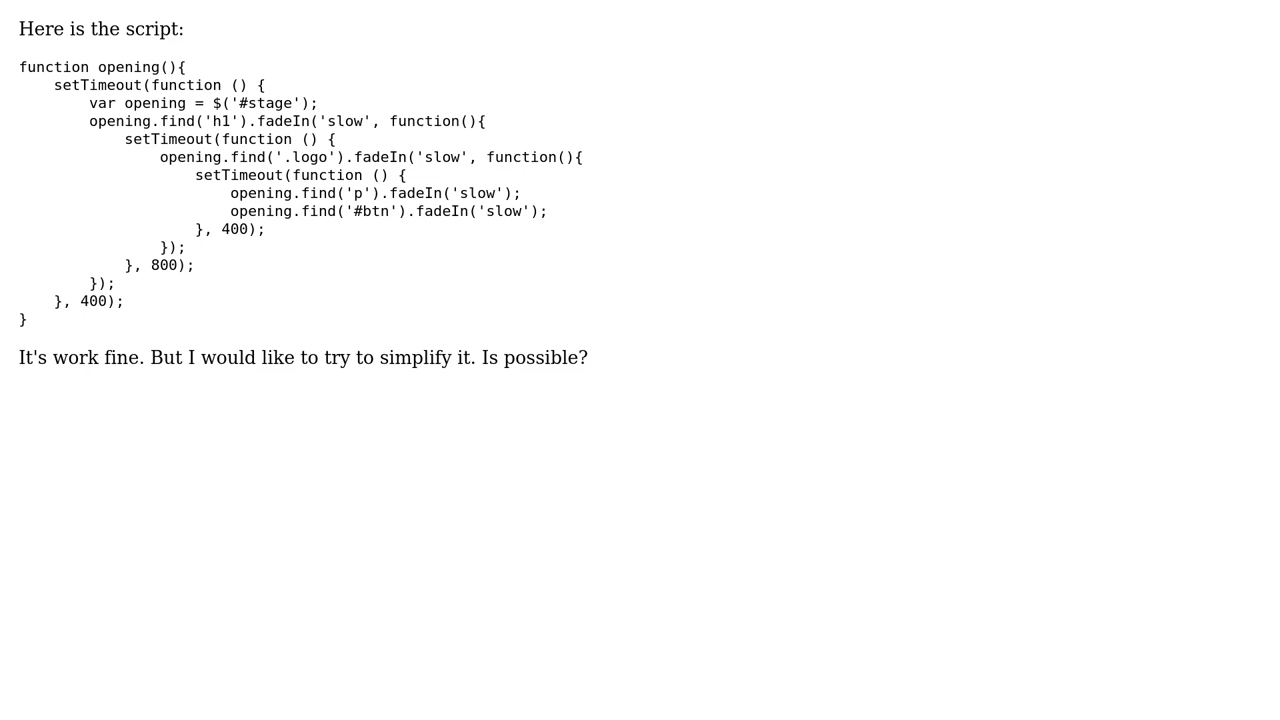 Here is the script:
function opening(){
    setTimeout(function () {
        var opening = $('#stage');
        opening.find('h1').fadeIn('slow', function(){
            setTimeout(function () {
                opening.find('.logo').fadeIn('slow', function(){
                    setTimeout(function () {
                        opening.find('p').fadeIn('slow');
                        opening.find('#btn').fadeIn('slow');
                    }, 400);
                });
            }, 800);
        });
    }, 400);
}
It's work fine. But I would like to try to simplify it. Is possible?